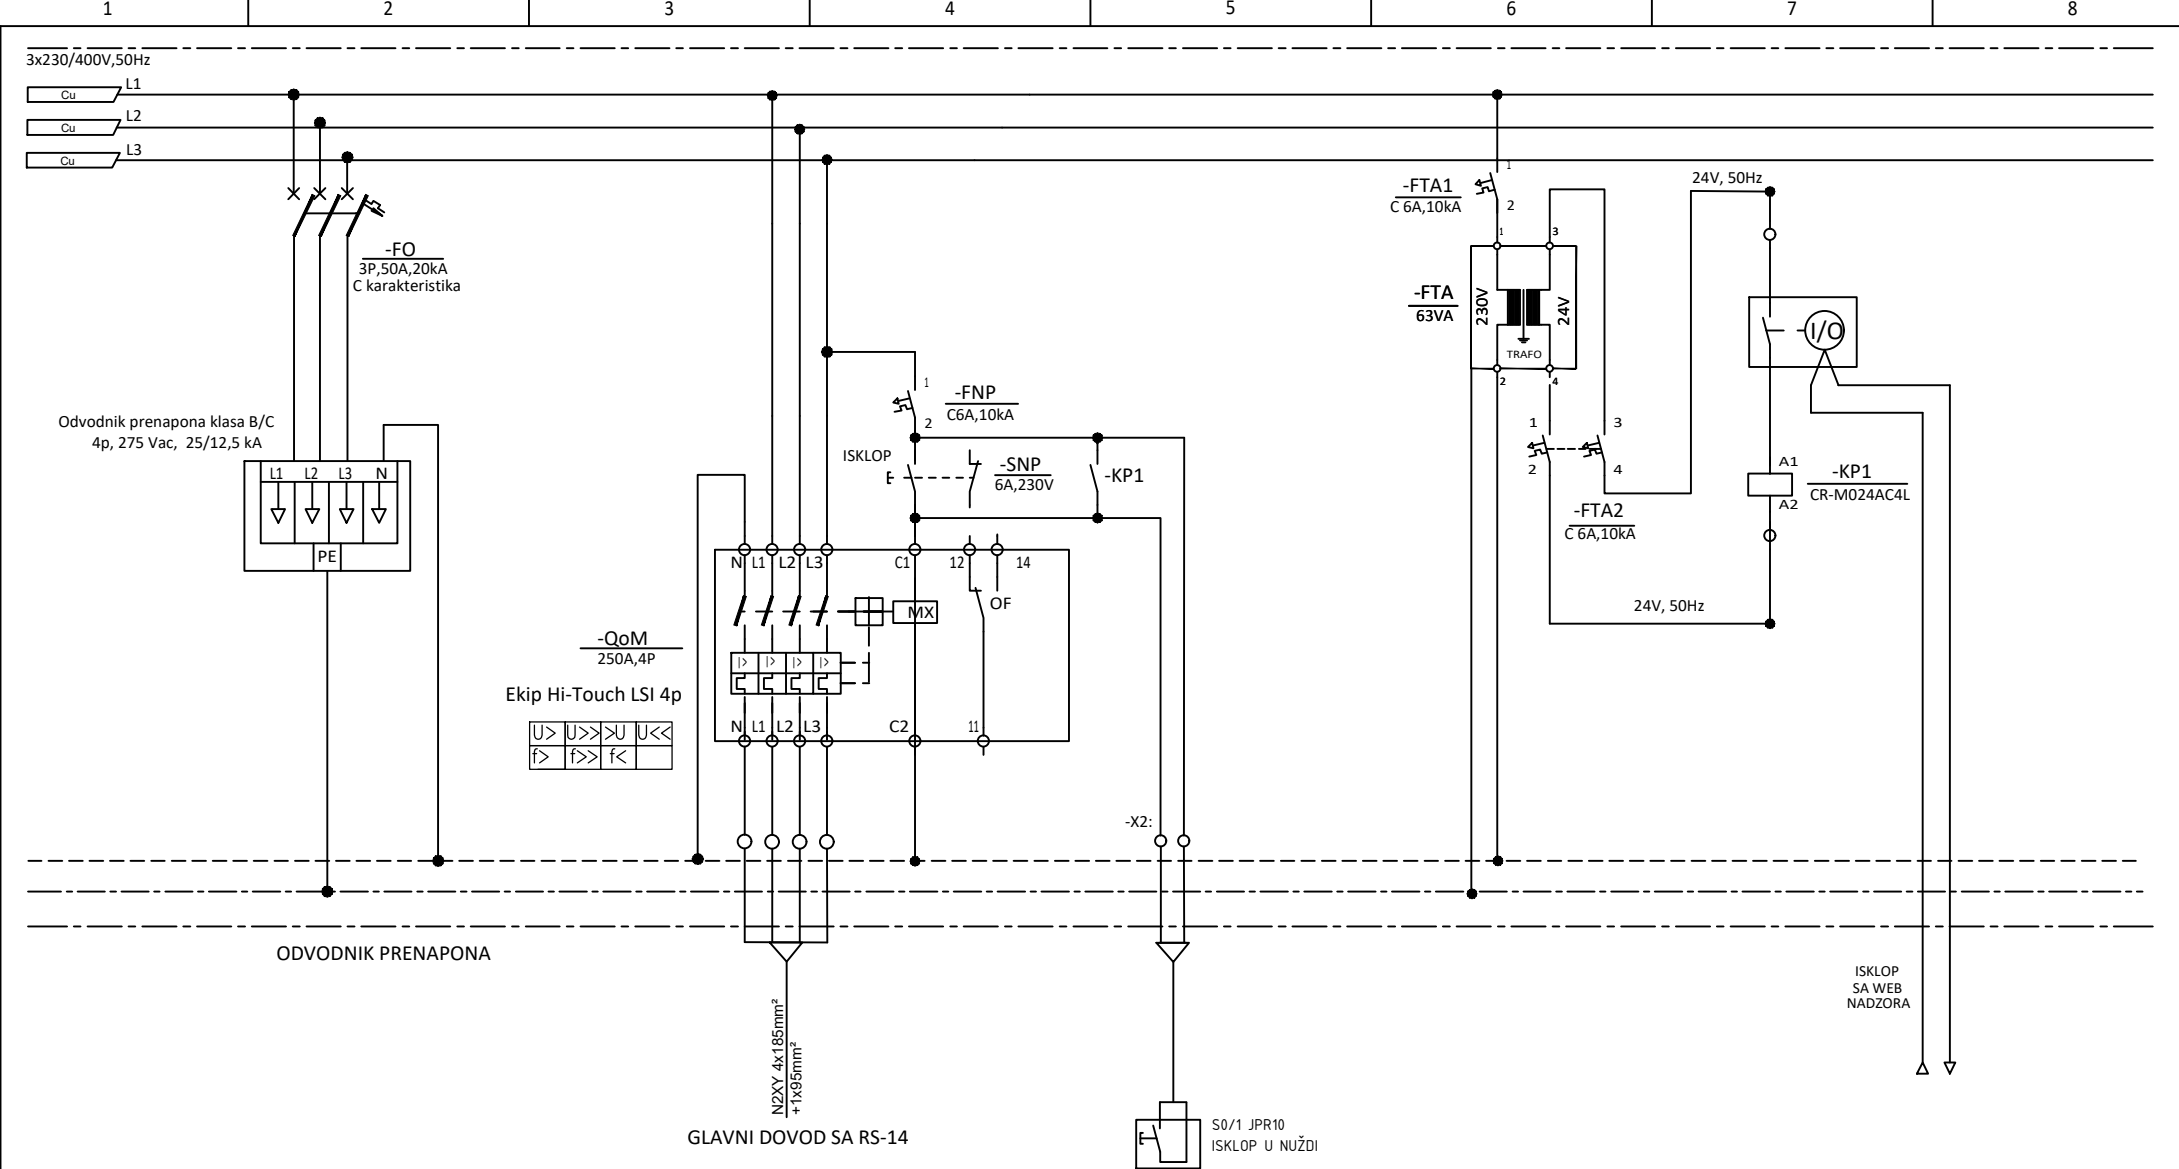 1 2 3 4 5 6 7 8
3x230/400V,50Hz
Cu L1
Cu L2
Cu L3
-FO
3P,50A,20kA
C karakteristika
Odvodnik prenapona klasa B/C
4p, 275 Vac, 25/12,5 kA
L1 L2 L3 N
PE
ODVODNIK PRENAPONA
-QoM
250A,4P
Ekip Hi-Touch LSI 4p
U> U>> >U U<<
f> f>> f<
N L1 L2 L3 C1 12 14
OF
MX
|> |> |> |>
N L1 L2 L3 C2 11
1
-FNP
C6A,10kA
2
ISKLOP
-SNP
6A,230V
-KP1
-X2:
N2XY 4x185mm²
+1x95mm²
GLAVNI DOVOD SA RS-14
S0/1 JPR10
ISKLOP U NUŽDI
1
-FTA1
C 6A,10kA
2
1 3
-FTA
63VA
230V
24V
TRAFO
2 4
1 3
2 4
-FTA2
C 6A,10kA
24V, 50Hz
I/O
A1
-KP1
CR-M024AC4L
A2
24V, 50Hz
ISKLOP
SA WEB
NADZORA